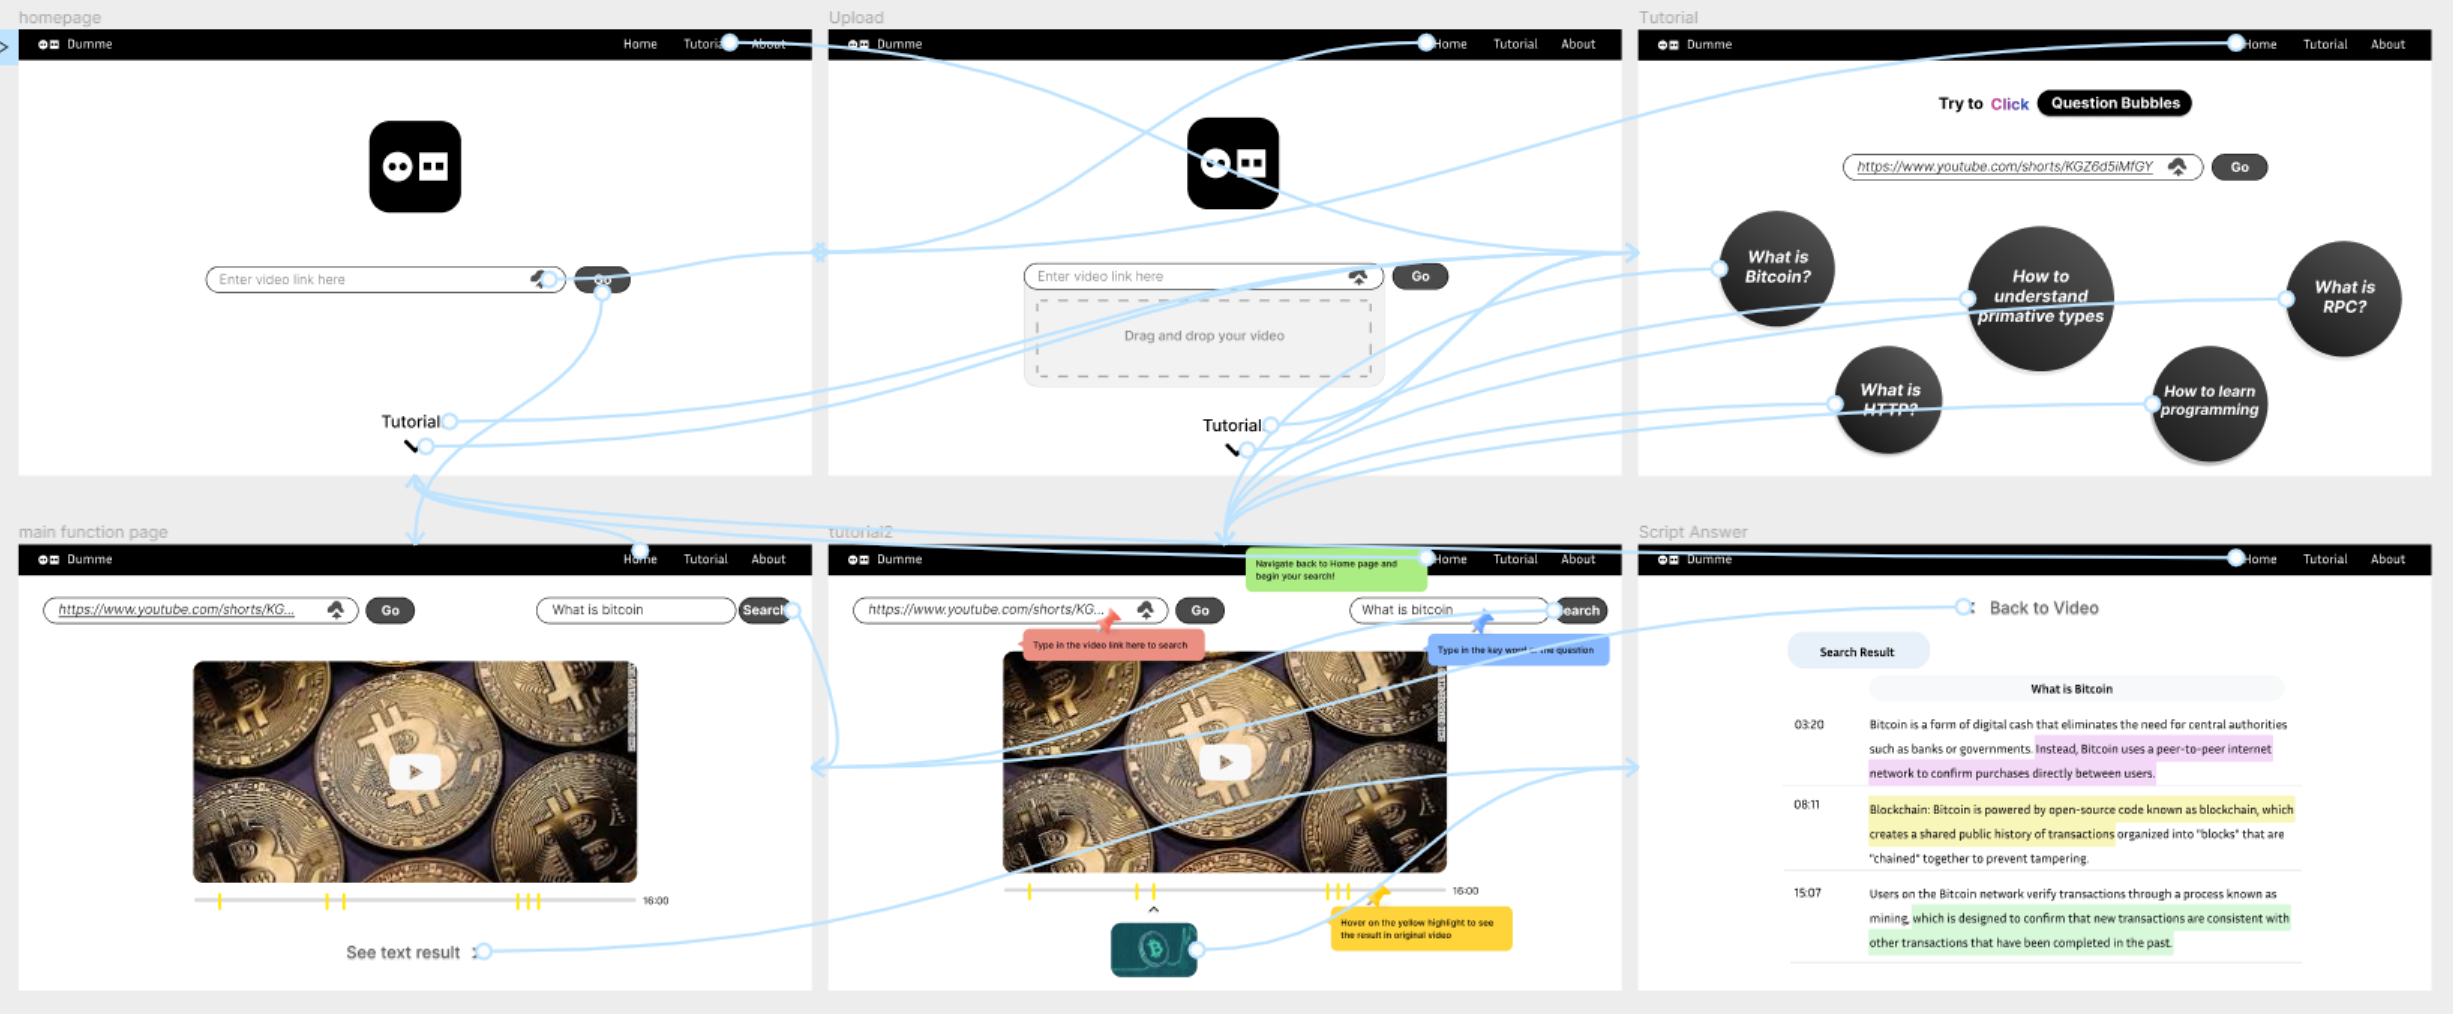 homepage
Dumme
Home Tutorial About
Enter video link here
Go
Tutorial
Upload
Dumme
Home Tutorial About
Enter video link here
Go
Drag and drop your video
Tutorial
Tutorial
Dumme
Home Tutorial About
Try to Click Question Bubbles
https://www.youtube.com/shorts/KGZ6d5iMfGY
Go
What is
Bitcoin?
How to
understand
primative types
What is
RPC?
What is
HTTP?
How to learn
programming
main function page
Dumme
Home Tutorial About
https://www.youtube.com/shorts/KG...
Go
What is bitcoin
Search
16:00
See text result
tutorial2
Dumme
Home Tutorial About
Navigate back to Home page and
begin your search!
https://www.youtube.com/shorts/KG...
Go
What is bitcoin
Search
Type in the video link here to search
Type in the key word or the question
16:00
Hover on the yellow highlight to see
the result in original video
Script Answer
Dumme
Home Tutorial About
Back to Video
Search Result
What is Bitcoin
03:20
Bitcoin is a form of digital cash that eliminates the need for central authorities
such as banks or governments. Instead, Bitcoin uses a peer-to-peer internet
network to confirm purchases directly between users.
08:11
Blockchain: Bitcoin is powered by open-source code known as blockchain, which
creates a shared public history of transactions organized into "blocks" that are
"chained" together to prevent tampering.
15:07
Users on the Bitcoin network verify transactions through a process known as
mining, which is designed to confirm that new transactions are consistent with
other transactions that have been completed in the past.